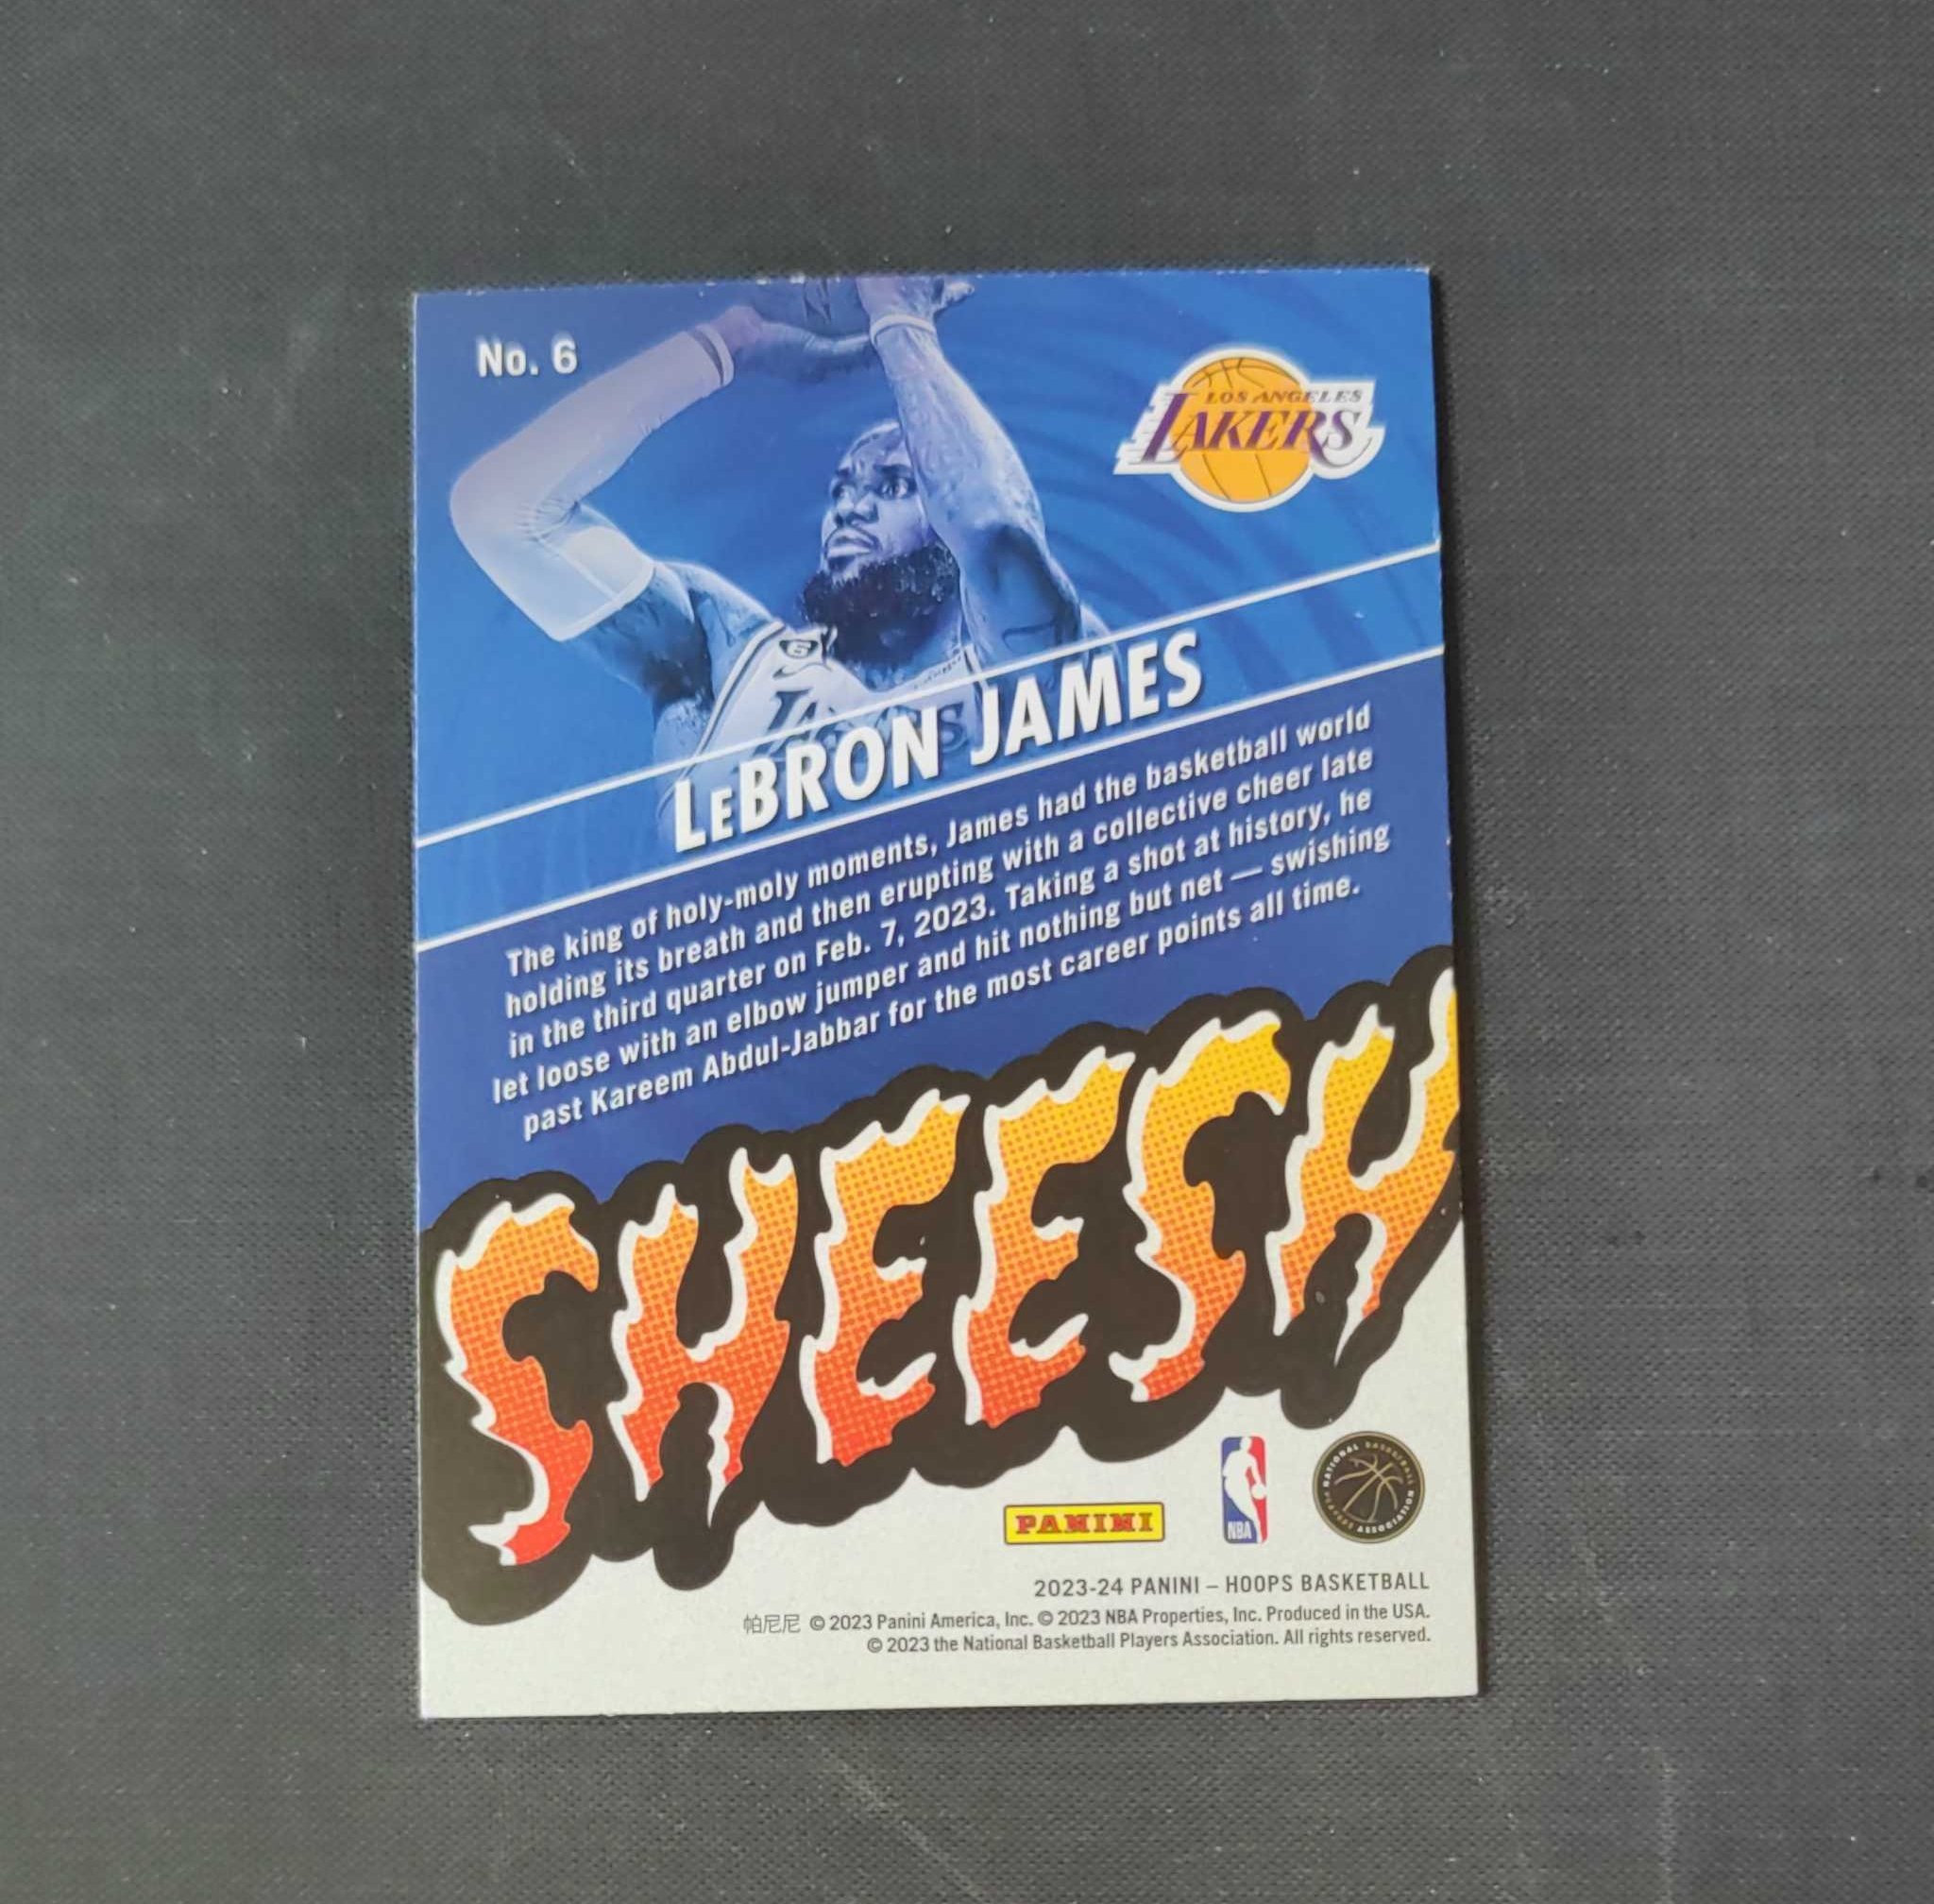 No. 6
LOS ANGELES
LAKERS
LeBRON JAMES
The king of holy-moly moments, James had the basketball world
holding its breath and then erupting with a collective cheer late
in the third quarter on Feb. 7, 2023. Taking a shot at history, he
let loose with an elbow jumper and hit nothing but net — swishing
past Kareem Abdul-Jabbar for the most career points all time.
SHEESH
PANINI
NBA
NATIONAL BASKETBALL PLAYERS ASSOCIATION
2023-24 PANINI – HOOPS BASKETBALL
帕尼尼 © 2023 Panini America, Inc. © 2023 NBA Properties, Inc. Produced in the USA.
© 2023 the National Basketball Players Association. All rights reserved.